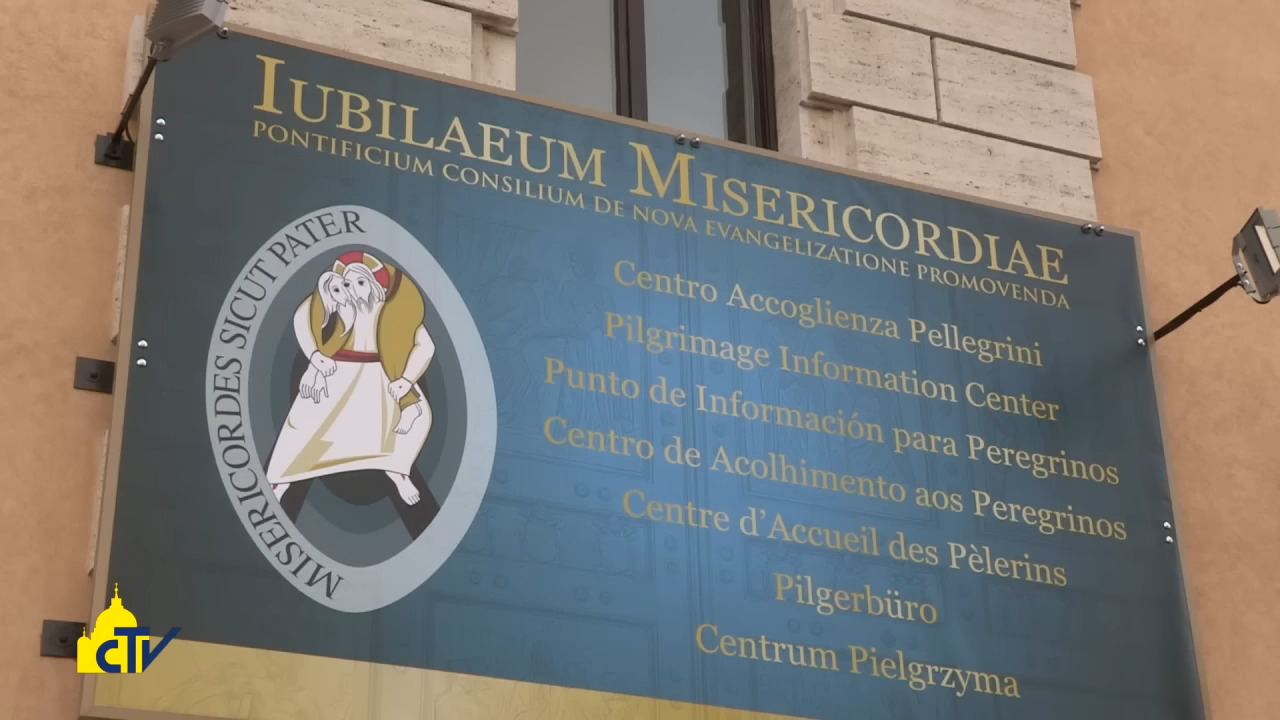 IUBILAEUM MISERICORDIAE
PONTIFICIUM CONSILIUM DE NOVA EVANGELIZATIONE PROMOVENDA
MISERICORDES SICUT PATER
Centro Accoglienza Pellegrini
Pilgrimage Information Center
Punto de Información para Peregrinos
Centro de Acolhimento aos Peregrinos
Centre d’Accueil des Pèlerins
Pilgerbüro
Centrum Pielgrzyma
CTV